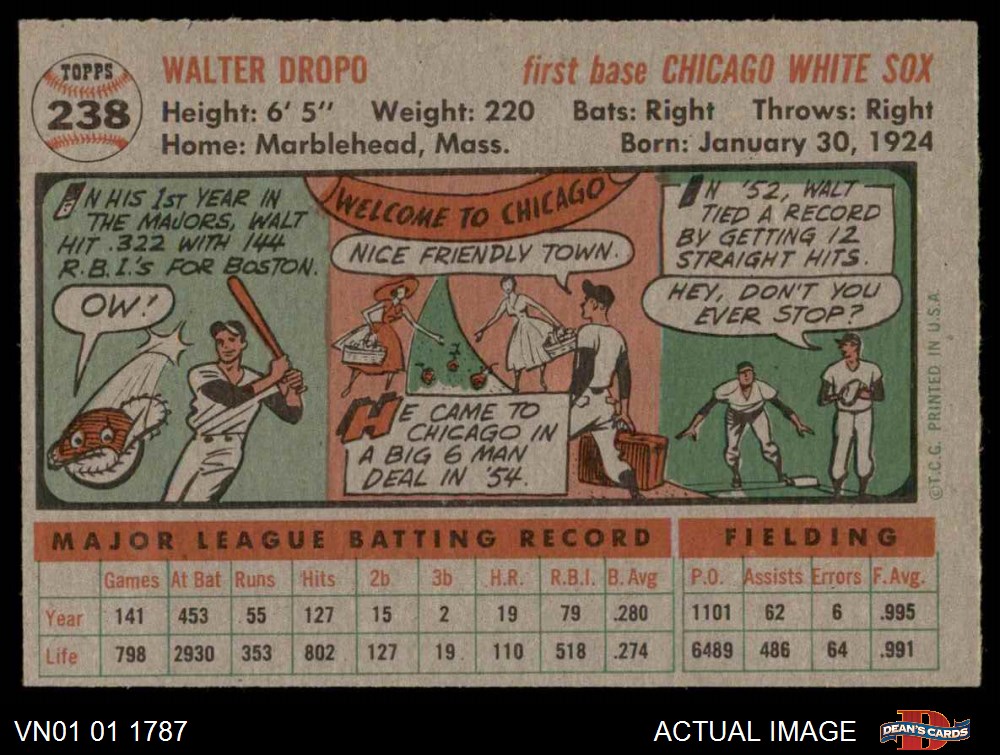 TOPPS
238
WALTER DROPO first base CHICAGO WHITE SOX
Height: 6' 5" Weight: 220 Bats: Right Throws: Right
Home: Marblehead, Mass. Born: January 30, 1924
IN HIS 1ST YEAR IN
THE MAJORS, WALT
HIT .322 WITH 144
R.B.I.'S FOR BOSTON.
OW!
WELCOME TO CHICAGO
NICE FRIENDLY TOWN.
HE CAME TO
CHICAGO IN
A BIG 6 MAN
DEAL IN '54.
IN '52, WALT
TIED A RECORD
BY GETTING 12
STRAIGHT HITS.
HEY, DON'T YOU
EVER STOP?
©T.C.G. PRINTED IN U.S.A.
MAJOR LEAGUE BATTING RECORD FIELDING
Games At Bat Runs Hits 2b 3b H.R. R.B.I. B. Avg P.O. Assists Errors F. Avg.
Year 141 453 55 127 15 2 19 79 .280 1101 62 6 .995
Life 798 2930 353 802 127 19 110 518 .274 6489 486 64 .991
VN01 01 1787 ACTUAL IMAGE
D
DEAN'S CARDS